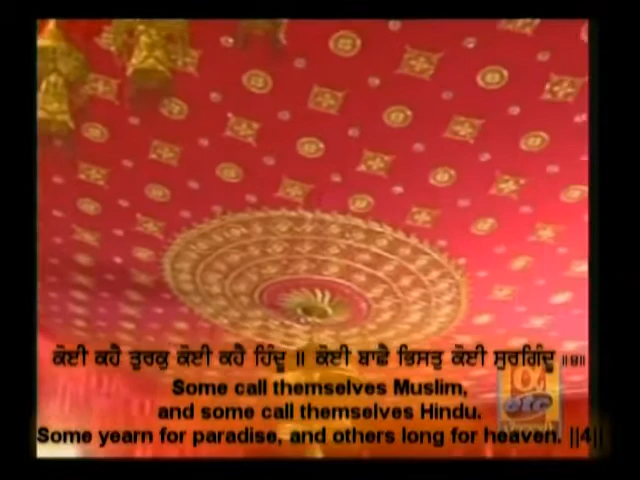 ਕੋਈ ਕਹੈ ਤੁਰਕੁ ਕੋਈ ਕਹੈ ਹਿੰਦੂ ॥ ਕੋਈ ਬਾਛੈ ਭਿਸਤੁ ਕੋਈ ਸੁਰਗਿੰਦੂ ॥੪॥
Some call themselves Muslim,
and some call themselves Hindu.
Some yearn for paradise, and others long for heaven. ||4||